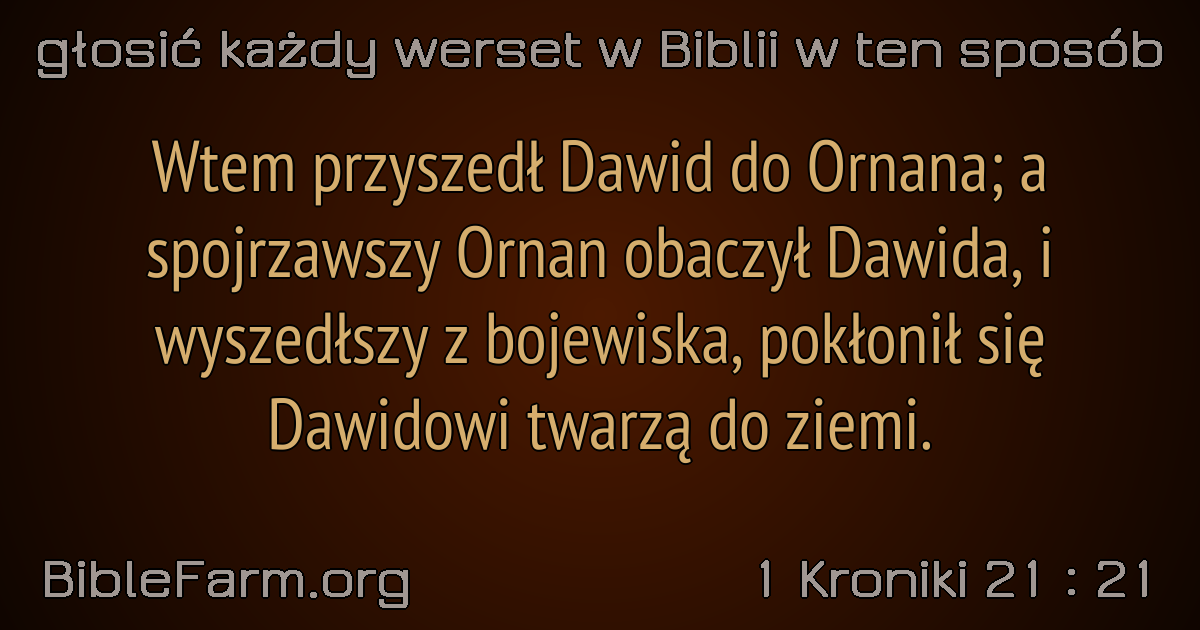 głosić każdy werset w Biblii w ten sposób
Wtem przyszedł Dawid do Ornana; a
spojrzawszy Ornan obaczył Dawida, i
wyszedłszy z bojewiska, pokłonił się
Dawidowi twarzą do ziemi.
BibleFarm.org
1 Kroniki 21 : 21